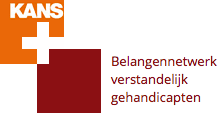 KANS
Belangennetwerk
verstandelijk
gehandicapten